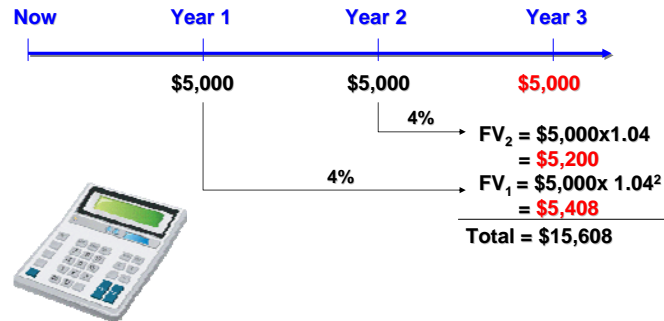 Now Year 1 Year 2 Year 3
$5,000 $5,000 $5,000
4%
FV₂ = $5,000x1.04
= $5,200
4%
FV₁ = $5,000x 1.04²
= $5,408
Total = $15,608